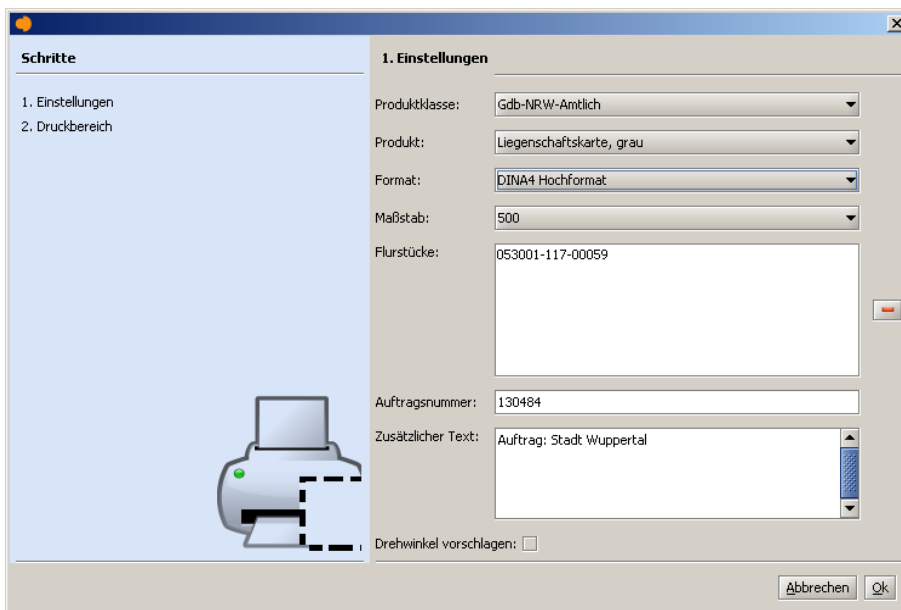 Schritte
1. Einstellungen
2. Druckbereich
1. Einstellungen
Produktklasse: Gdb-NRW-Amtlich
Produkt: Liegenschaftskarte, grau
Format: DINA4 Hochformat
Maßstab: 500
Flurstücke: 053001-117-00059
Auftragsnummer: 130484
Zusätzlicher Text: Auftrag: Stadt Wuppertal
Drehwinkel vorschlagen:
Abbrechen Ok